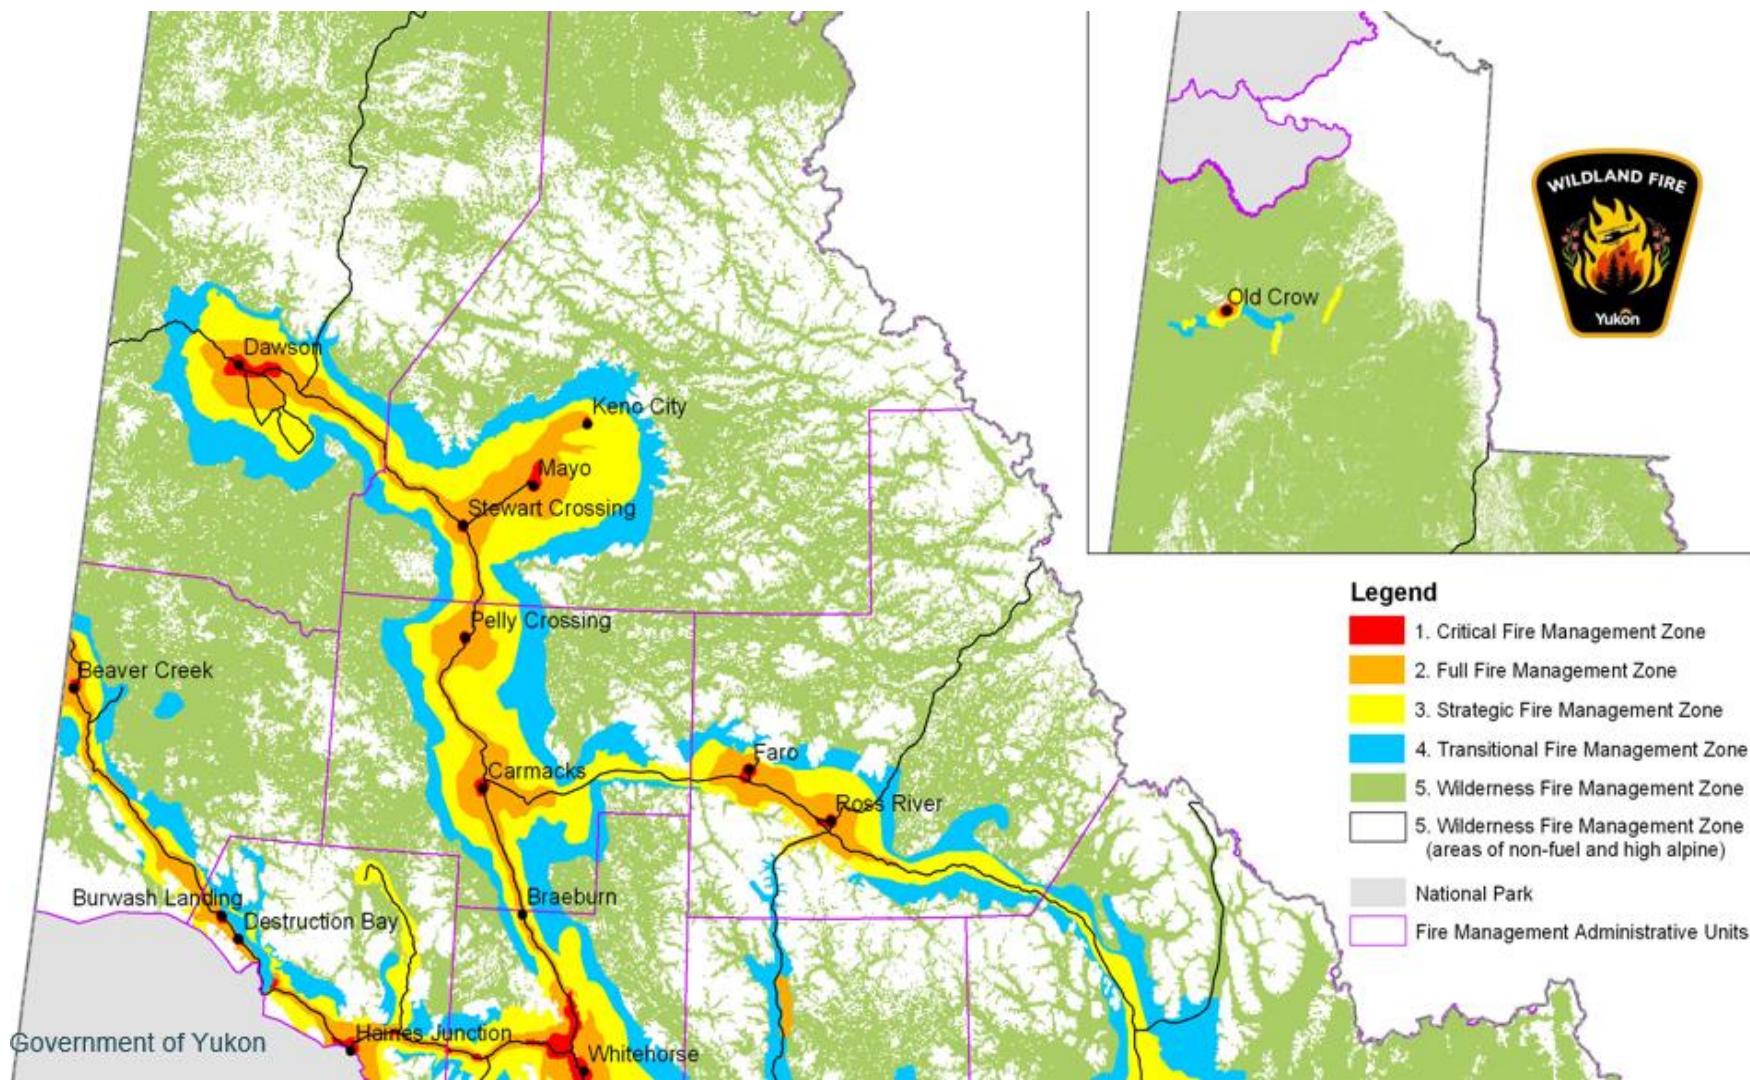 WILDLAND FIRE
Yukon
Old Crow
Dawson
Keno City
Mayo
Stewart Crossing
Pelly Crossing
Beaver Creek
Faro
Carmacks
Ross River
Burwash Landing
Braeburn
Destruction Bay
Haines Junction
Whitehorse
Government of Yukon
Legend
1. Critical Fire Management Zone
2. Full Fire Management Zone
3. Strategic Fire Management Zone
4. Transitional Fire Management Zone
5. Wilderness Fire Management Zone
5. Wilderness Fire Management Zone
(areas of non-fuel and high alpine)
National Park
Fire Management Administrative Units